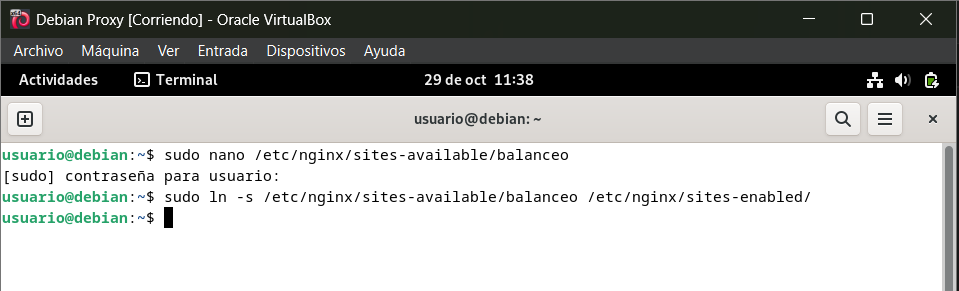 Debian Proxy [Corriendo] - Oracle VirtualBox
Archivo Máquina Ver Entrada Dispositivos Ayuda
Actividades Terminal 29 de oct 11:38
usuario@debian: ~
usuario@debian:~$ sudo nano /etc/nginx/sites-available/balanceo
[sudo] contraseña para usuario:
usuario@debian:~$ sudo ln -s /etc/nginx/sites-available/balanceo /etc/nginx/sites-enabled/
usuario@debian:~$